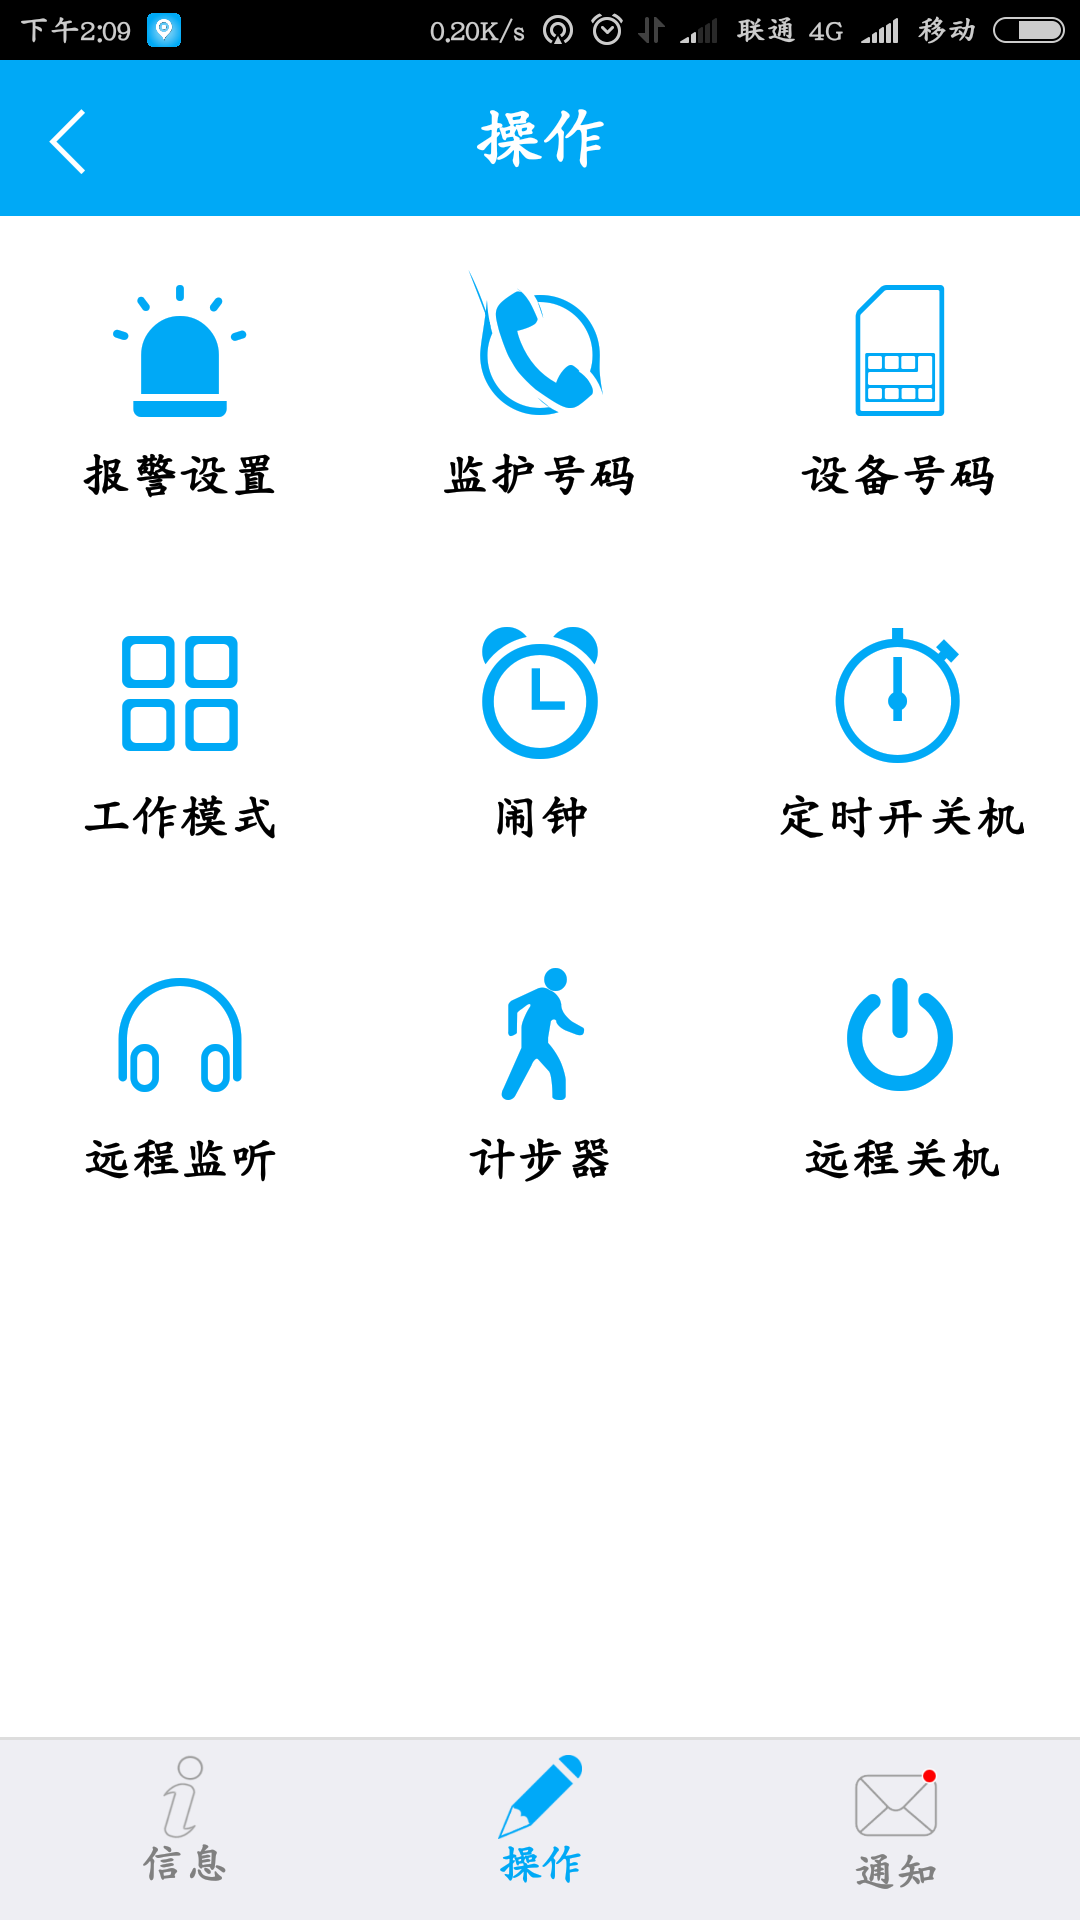 下午2:09 0.20K/s 联通 4G 移动
操作
报警设置 监护号码 设备号码
工作模式 闹钟 定时开关机
远程监听 计步器 远程关机
信息 操作 通知